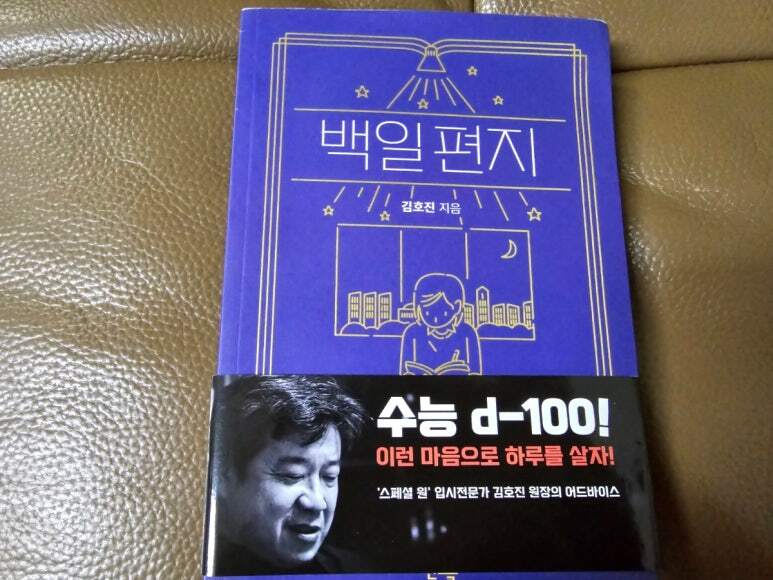 백일 편지
김호진 지음
수능 d-100!
이런 마음으로 하루를 살자!
'스페셜 원' 입시전문가 김호진 원장의 어드바이스